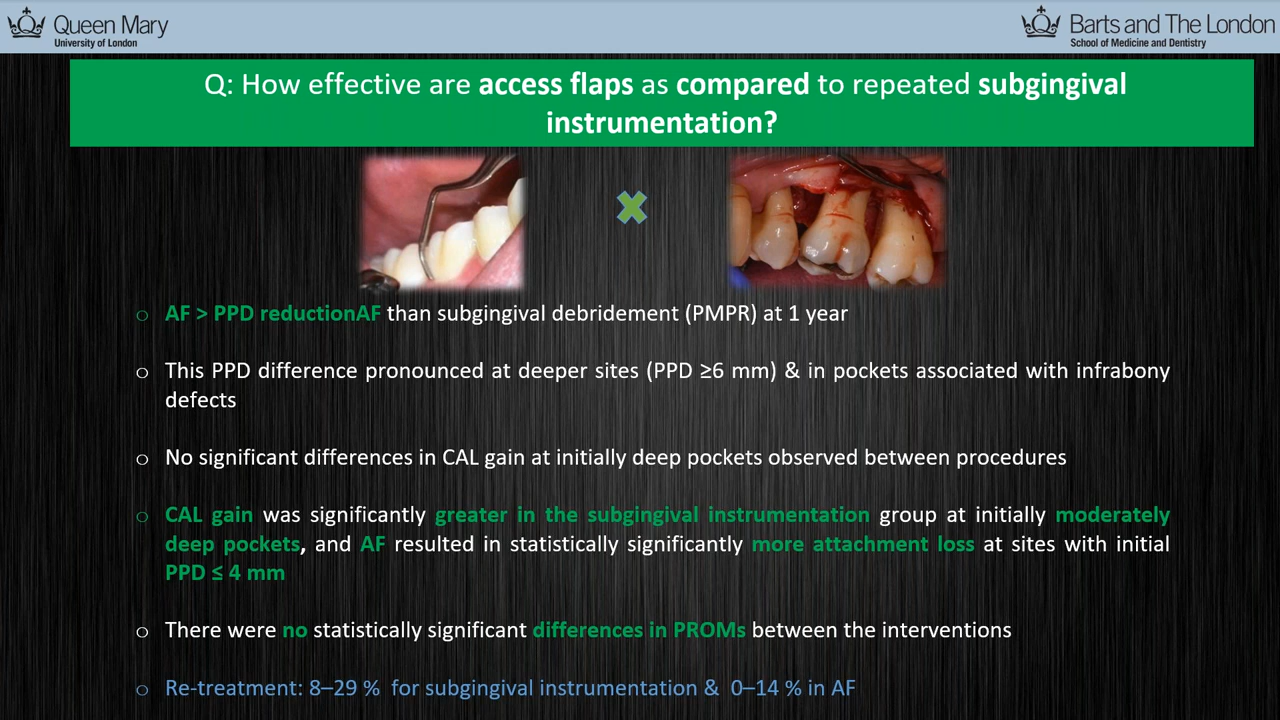 Queen Mary
University of London
Barts and The London
School of Medicine and Dentistry
Q: How effective are access flaps as compared to repeated subgingival
instrumentation?
○ AF > PPD reductionAF than subgingival debridement (PMPR) at 1 year
○ This PPD difference pronounced at deeper sites (PPD ≥6 mm) & in pockets associated with infrabony
defects
○ No significant differences in CAL gain at initially deep pockets observed between procedures
○ CAL gain was significantly greater in the subgingival instrumentation group at initially moderately
deep pockets, and AF resulted in statistically significantly more attachment loss at sites with initial
PPD ≤ 4 mm
○ There were no statistically significant differences in PROMs between the interventions
○ Re-treatment: 8–29 % for subgingival instrumentation & 0–14 % in AF